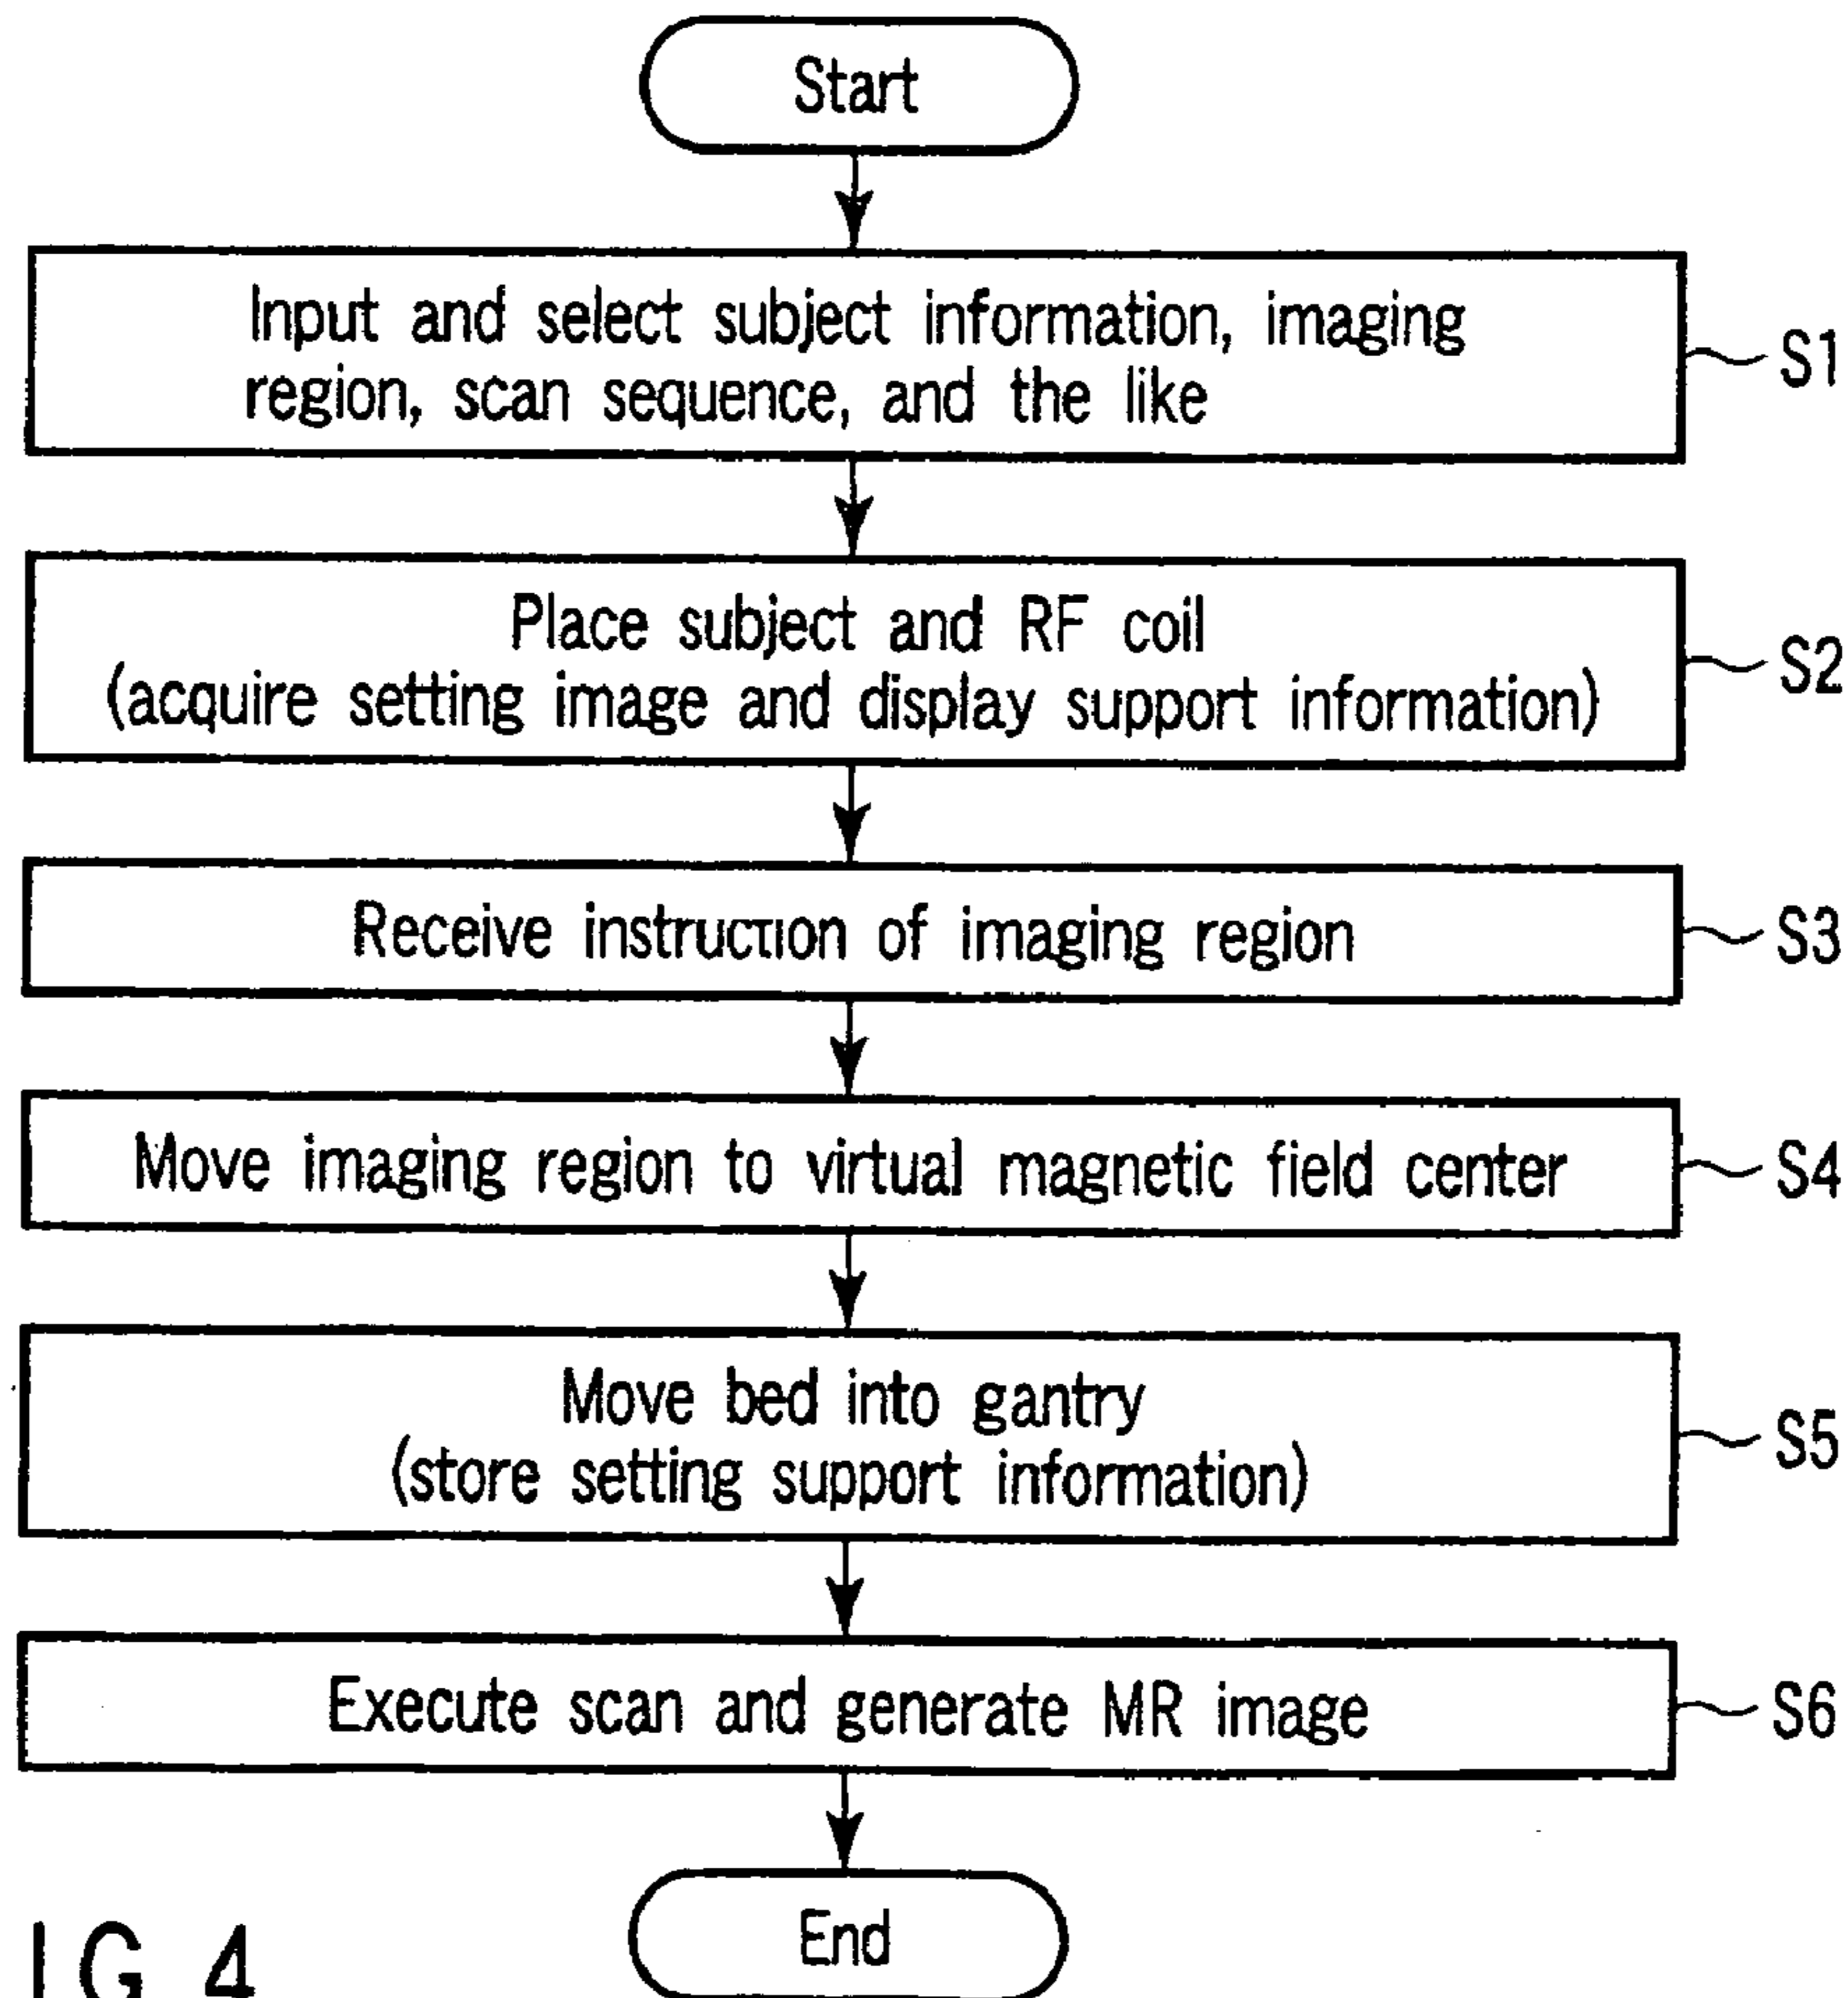 Start
Input and select subject information, imaging
region, scan sequence, and the like
S1
Place subject and RF coil
(acquire setting image and display support information)
S2
Receive instruction of imaging region
S3
Move imaging region to virtual magnetic field center
S4
Move bed into gantry
(store setting support information)
S5
Execute scan and generate MR image
S6
End
IG 4